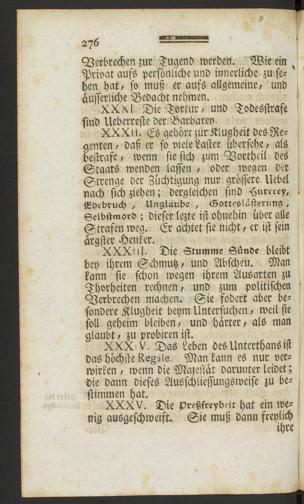 276
Verbrechen zur Tugend werden. Wie ein
Privat aufs persönliche und innerliche zu se-
hen hat, so muß er aufs allgemeine, und
äusserliche Bedacht nehmen.
XXXI. Die Tortur, und Todesstrafe
sind Ueberreste der Barbarey.
XXXII. Es gehört zur Klugheit des Re-
genten, daß er so viele Laster übersehe, als
bestrafe, wenn sie sich zum Vortheil des
Staats wenden lassen, oder wegen der
Strenge der Züchtigung nur grössere Uebel
nach sich ziehen; dergleichen sind Hurerey,
Ehbruch, Unglaube, Gotteslästerung,
Selbstmord; dieser lezte ist ohnehin über alle
Strafen weg. Er achtet sie nicht, er ist sein
ärgster Henker.
XXXIII. Die Stumme Sünde bleibt
bey ihrem Schmutz, und Abscheu. Man
kann sie schon wegen ihrem Ausarten zu
Thorheiten rechnen, und zum politischen
Verbrechen machen. Sie fodert aber be-
sondere Klugheit beym Untersuchen, weil sie
soll geheim bleiben, und härter, als man
glaubt, zu probiren ist.
XXXIV. Das Leben des Unterthans ist
das höchste Regale. Man kann es nur ver-
wirken, wenn die Majestät darunter leidet;
die dann dieses Ausschliessungsweise zu be-
stimmen hat.
XXXV. Die Preßfreyheit hat ein we-
nig ausgeschweift. Sie muß dann freylich
ihre